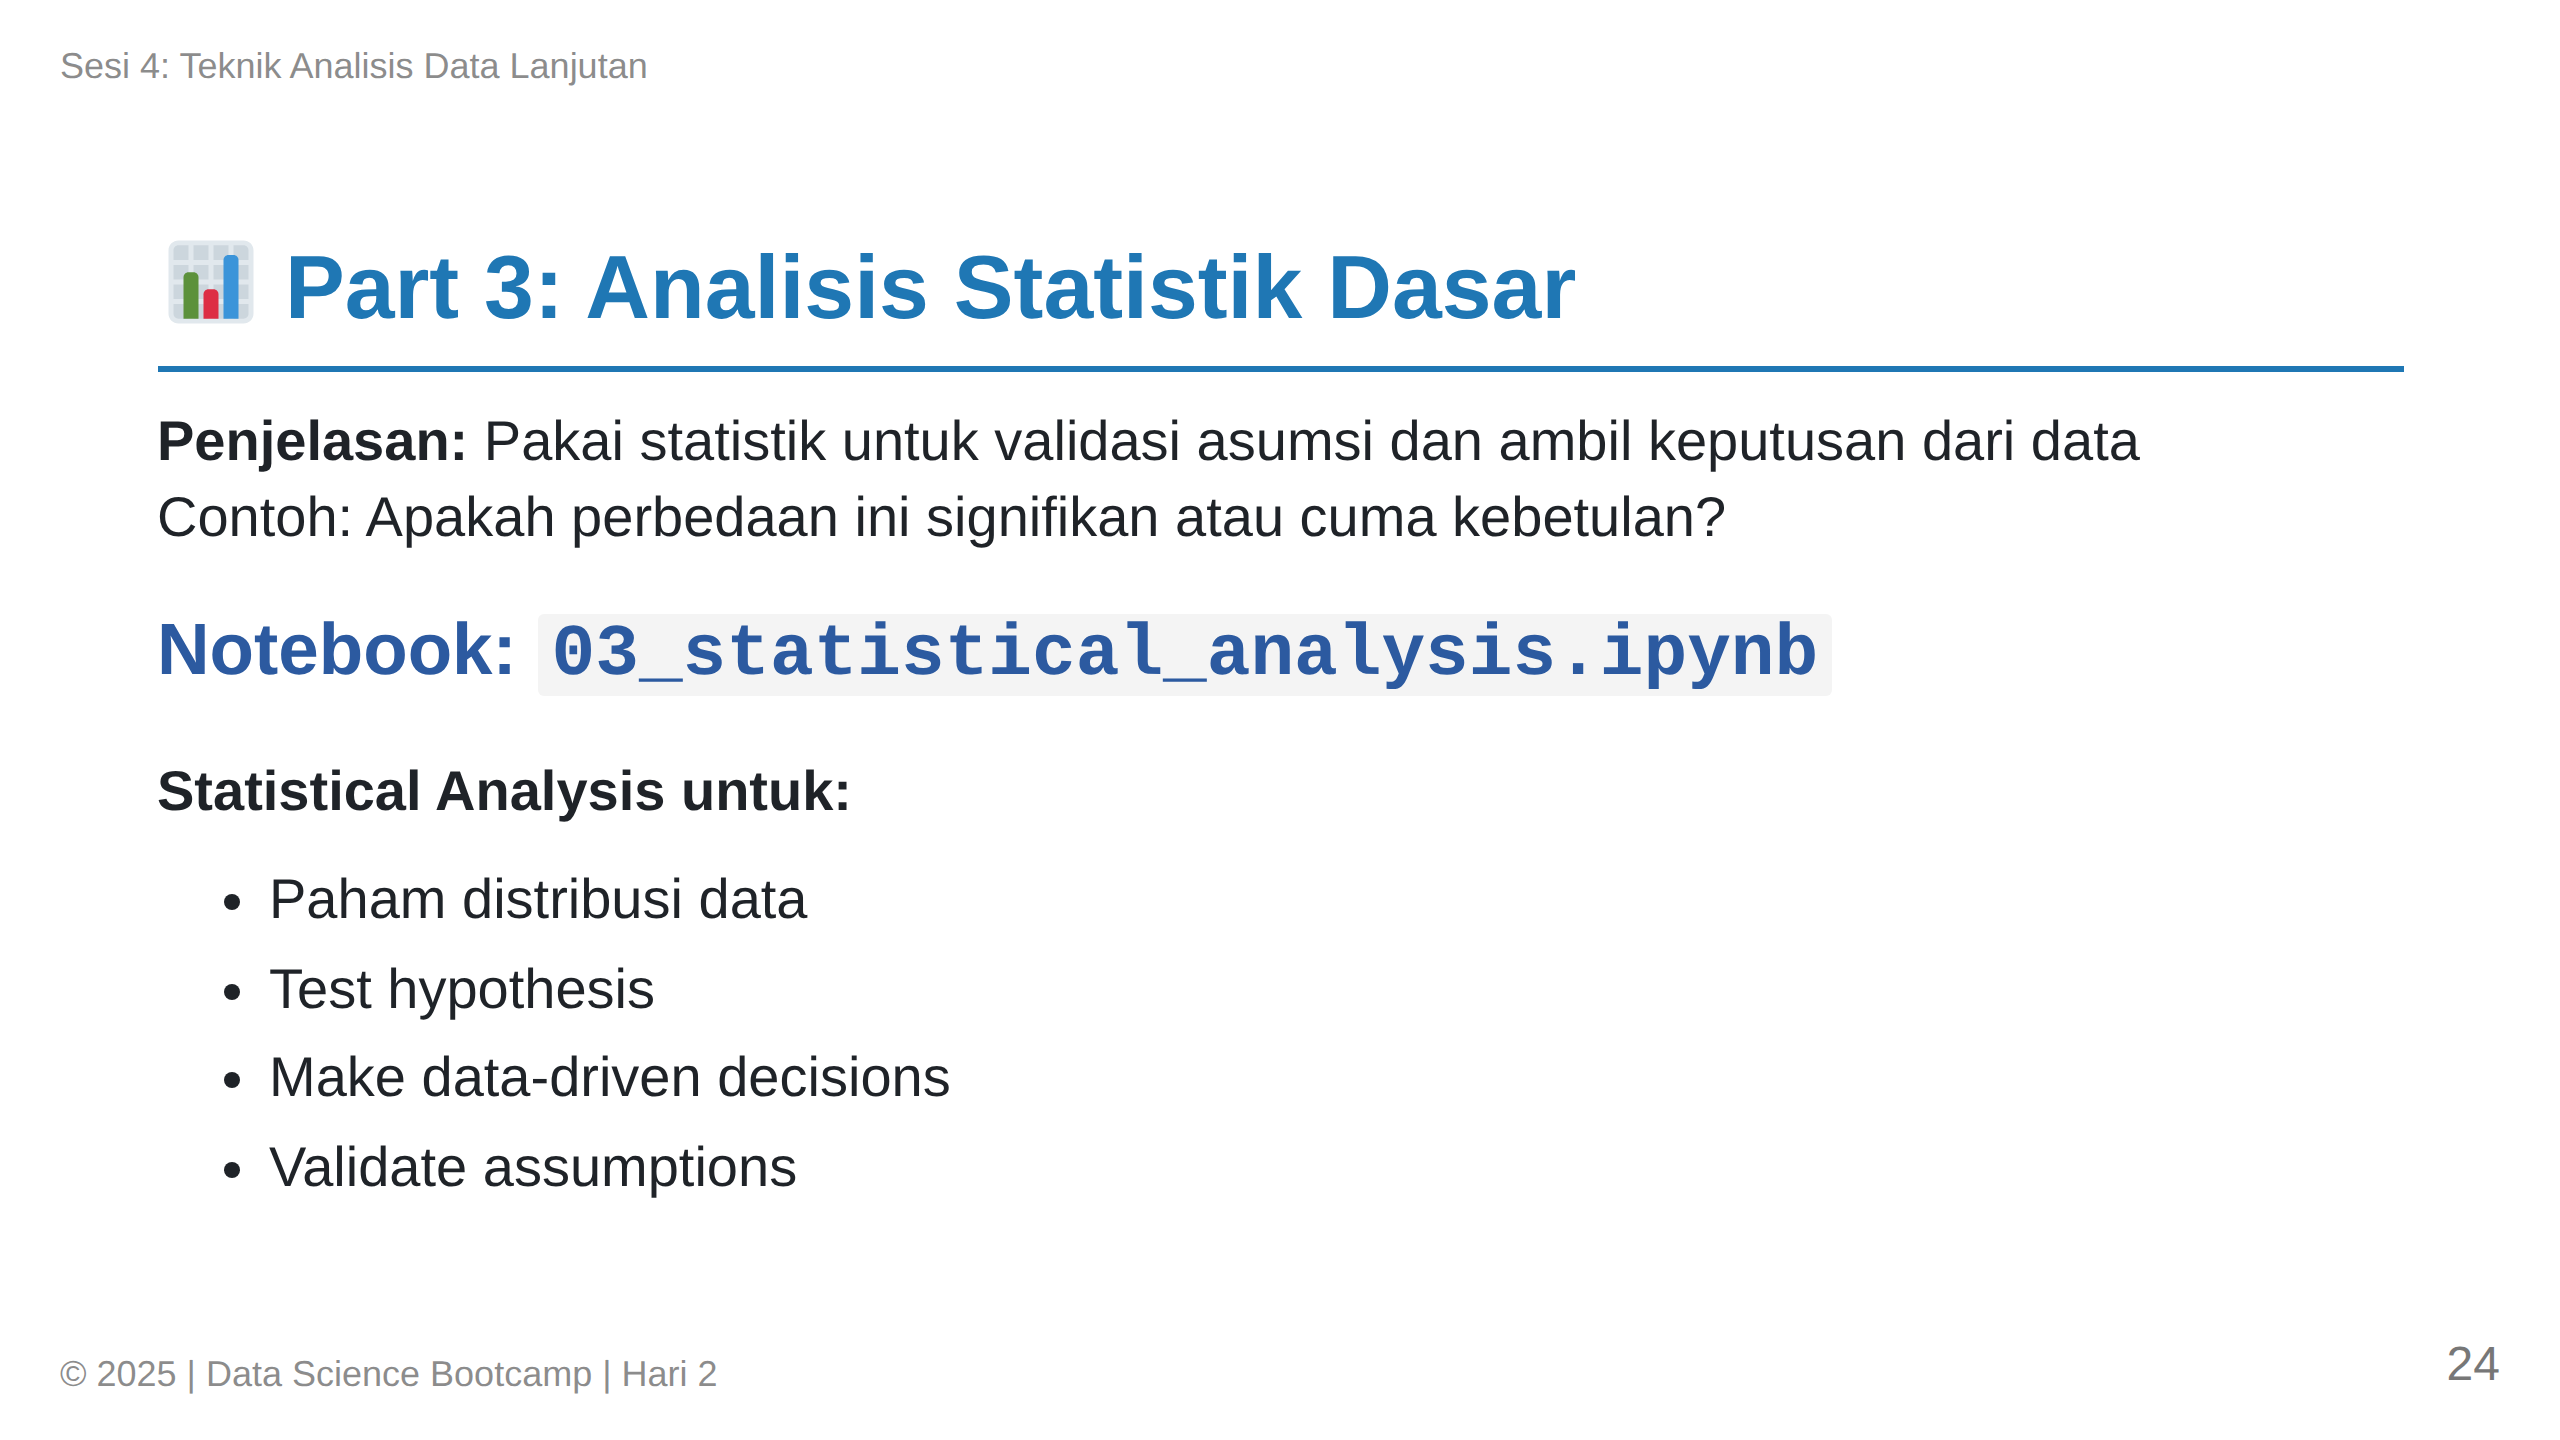 Sesi 4: Teknik Analisis Data Lanjutan
Part 3: Analisis Statistik Dasar
Penjelasan: Pakai statistik untuk validasi asumsi dan ambil keputusan dari data
Contoh: Apakah perbedaan ini signifikan atau cuma kebetulan?
Notebook: 03_statistical_analysis.ipynb
Statistical Analysis untuk:
• Paham distribusi data
• Test hypothesis
• Make data-driven decisions
• Validate assumptions
© 2025 | Data Science Bootcamp | Hari 2
24